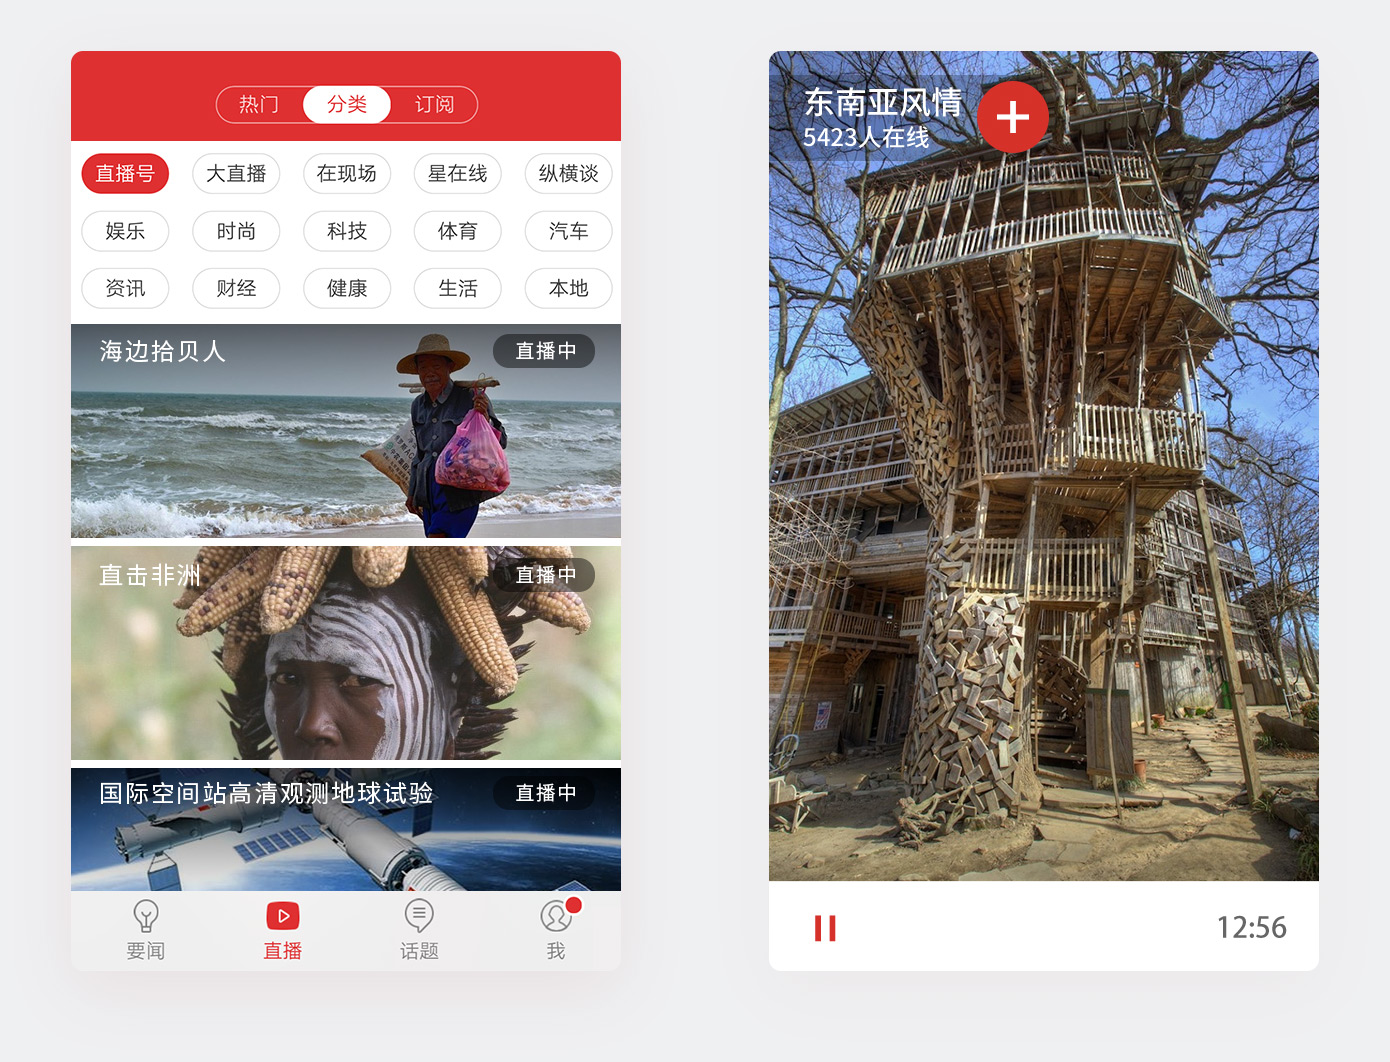 热门 分类 订阅
直播号 大直播 在现场 星在线 纵横谈
娱乐 时尚 科技 体育 汽车
资讯 财经 健康 生活 本地
海边拾贝人 直播中
直击非洲 直播中
国际空间站高清观测地球试验 直播中
要闻 直播 话题 我
东南亚风情
5423人在线
12:56